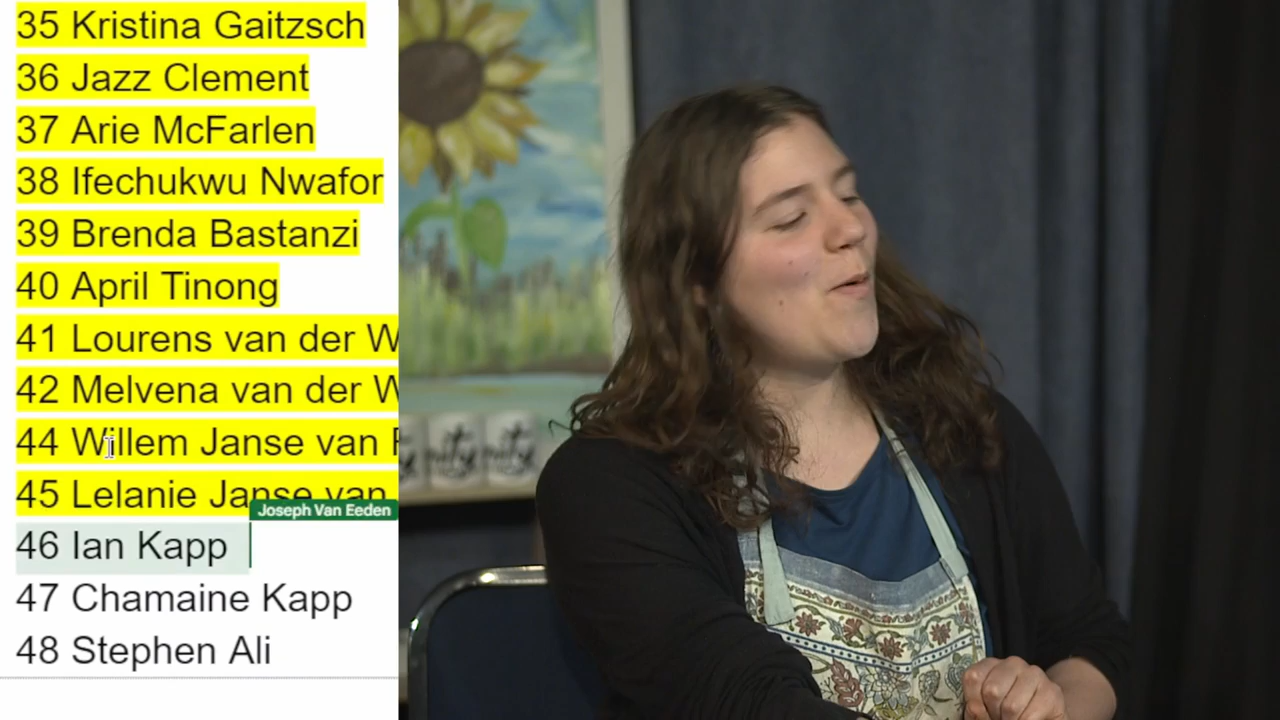 35 Kristina Gaitzsch
36 Jazz Clement
37 Arie McFarlen
38 Ifechukwu Nwafor
39 Brenda Bastanzi
40 April Tinong
41 Lourens van der W
42 Melvena van der W
44 Willem Janse van
45 Lelanie Janse van
Joseph Van Eeden
46 Ian Kapp
47 Chamaine Kapp
48 Stephen Ali